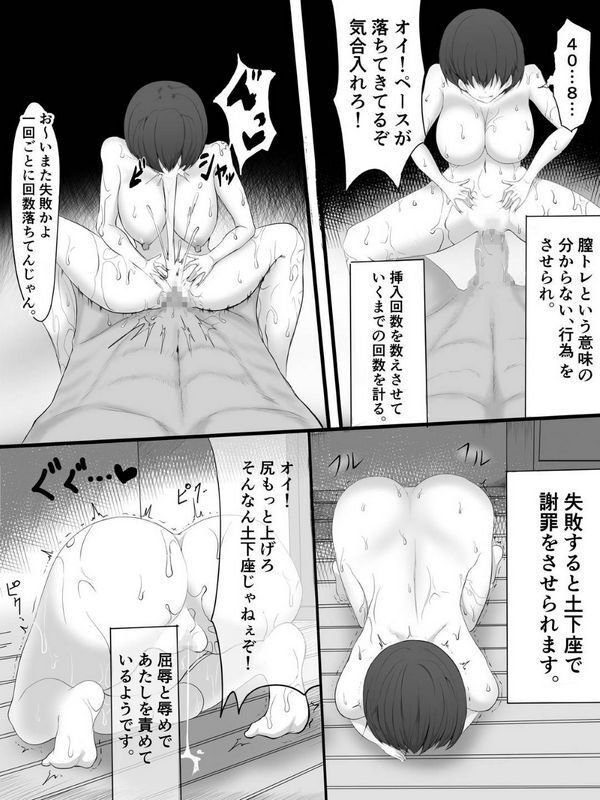 40…8…
オイ！ペースが
落ちてきてるぞ
気合入れろ！
膣トレという意味の
分からない、行為を
させられ。
挿入回数を数えさせて
いくまでの回数を計る。
シャッ
お～いまた失敗かよ
一回ごとに回数落ちてんじゃん。
失敗すると土下座で
謝罪をさせられます。
ブル
ブル
オイ！
尻もっと上げろ
そんなん土下座じゃねぇぞ！
ぐぐ…♥
ピク
ピク
屈辱と辱めで
あたしを責めて
いるようです。